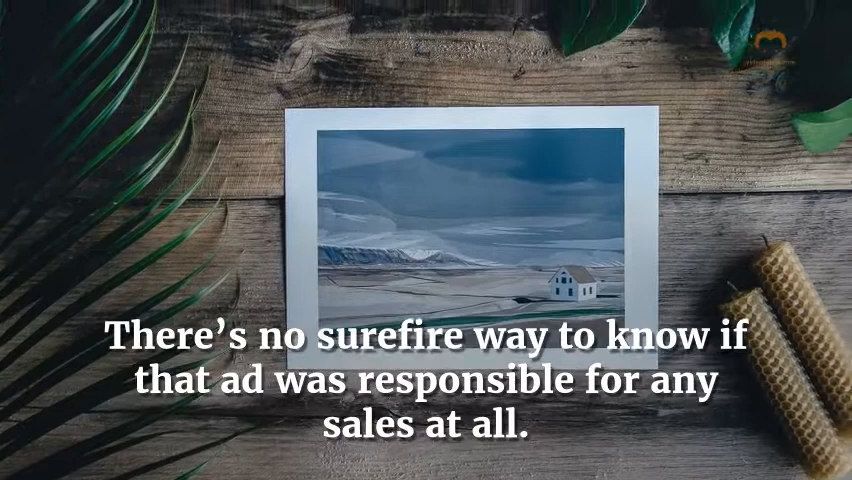 There's no surefire way to know if
that ad was responsible for any
sales at all.